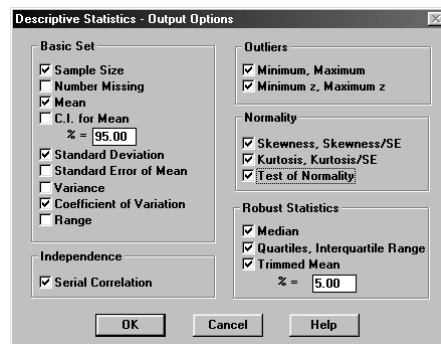 Descriptive Statistics - Output Options
Basic Set
Sample Size
Number Missing
Mean
C.I. for Mean
% = 95.00
Standard Deviation
Standard Error of Mean
Variance
Coefficient of Variation
Range
Independence
Serial Correlation
Outliers
Minimum, Maximum
Minimum z, Maximum z
Normality
Skewness, Skewness/SE
Kurtosis, Kurtosis/SE
Test of Normality
Robust Statistics
Median
Quartiles, Interquartile Range
Trimmed Mean
% = 5.00
OK Cancel Help